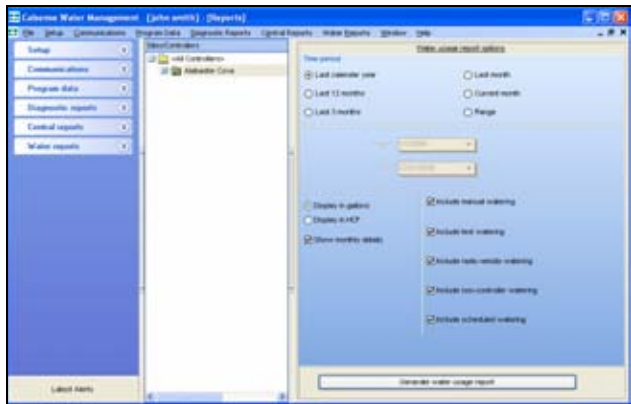 Calsense Water Management [john smith] - [Reports]
File Setup Communications Program Data Diagnostic Reports Central Reports Water Reports Window Help
Setup
Communications
Program data
Diagnostic reports
Central reports
Water reports
Latest Alerts
Sites/Controllers
<All Controllers>
Alabaster Cove
Water usage report options
Time period
Last calendar year
Last month
Last 12 months
Current month
Last 3 months
Range
Display in gallons
Include manual watering
Display in HCF
Show monthly details
Include test watering
Include radio remote watering
Include non-controller watering
Include scheduled watering
Generate water usage report